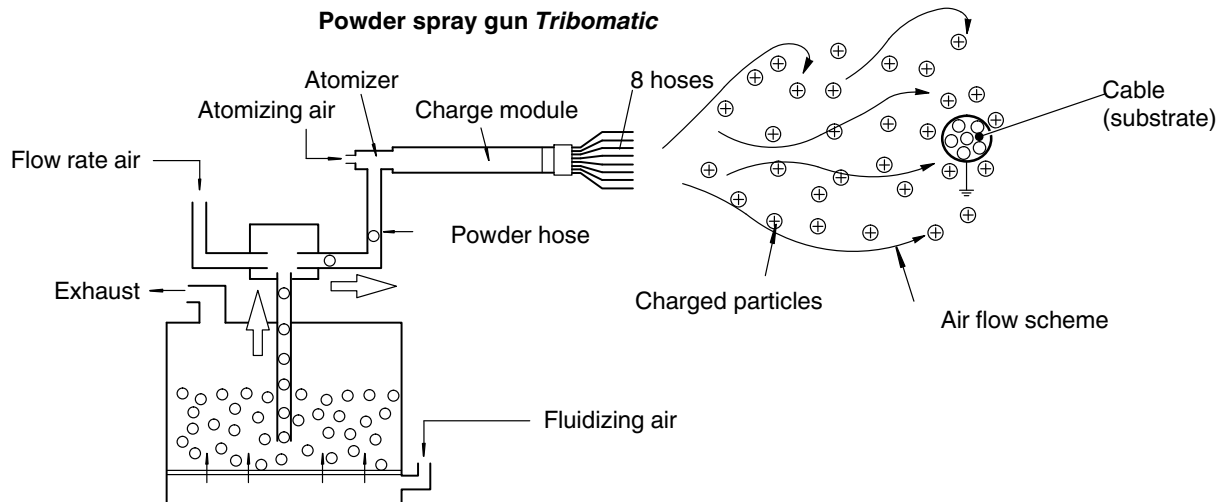 Powder spray gun Tribomatic
Atomizer
8 hoses
Atomizing air
Charge module
Cable
(substrate)
Flow rate air
Powder hose
Exhaust
Charged particles
Air flow scheme
Fluidizing air